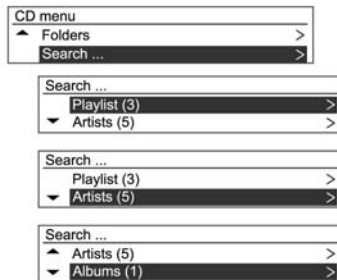 CD menu
Folders >
Search ... >
Search ...
Playlist (3) >
Artists (5) >
Search ...
Playlist (3) >
Artists (5) >
Search ...
Artists (5) >
Albums (1) >